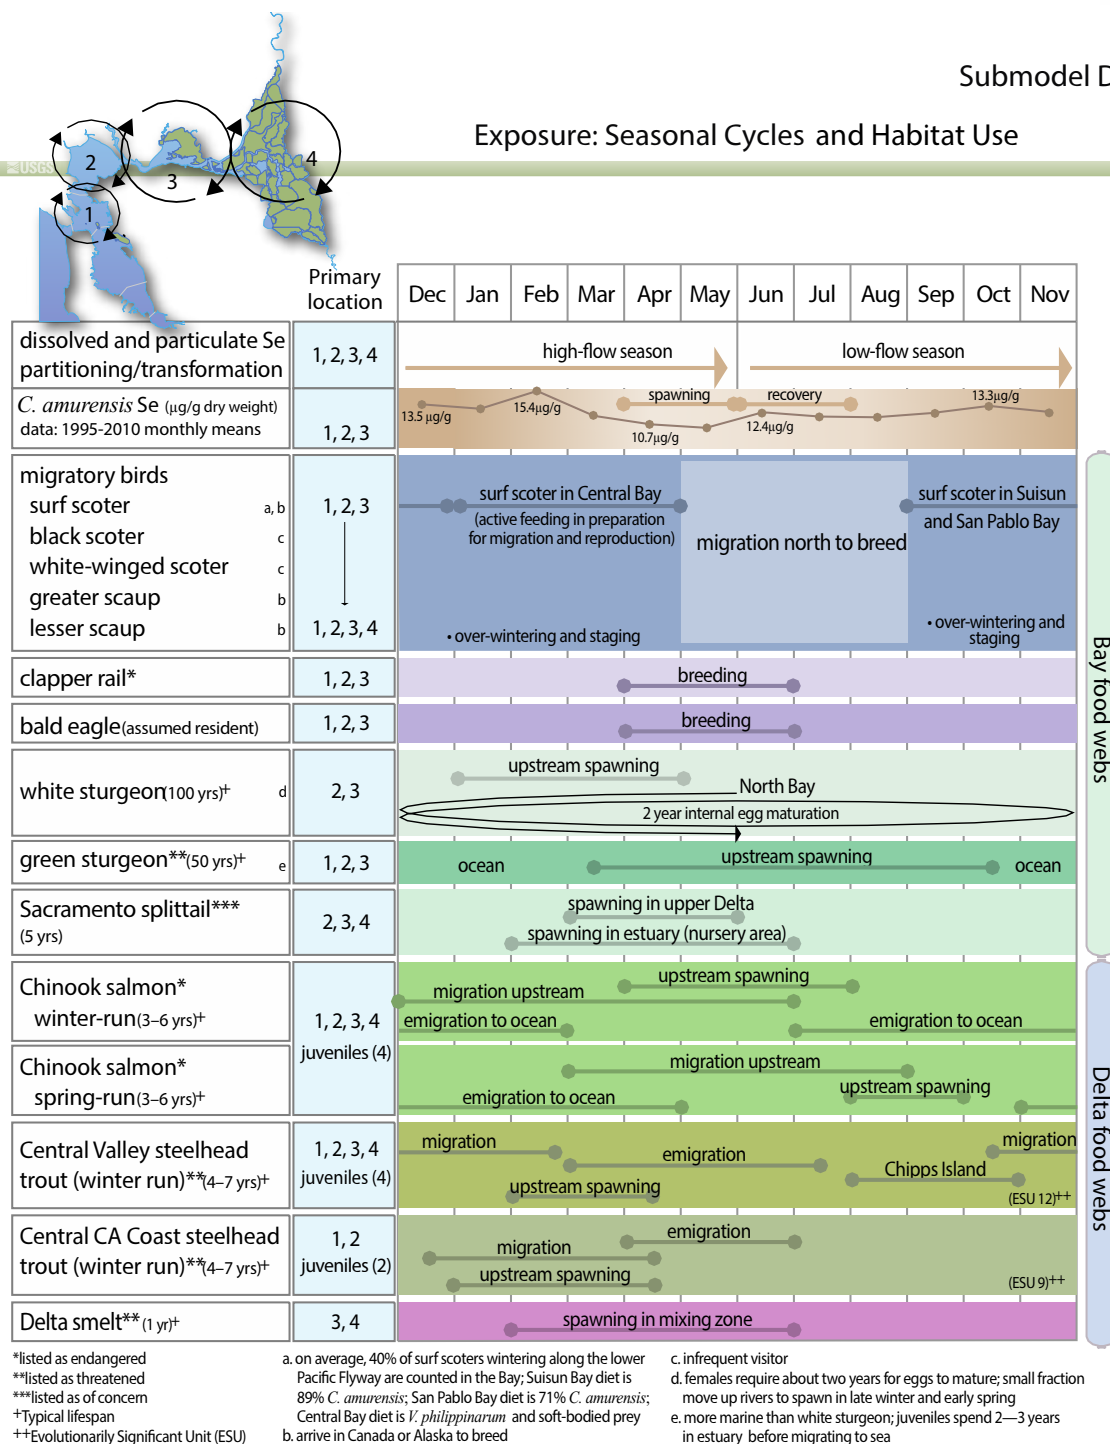 Submodel D
Exposure: Seasonal Cycles and Habitat Use
USGS
1
2
3
4
Primary location
Dec Jan Feb Mar Apr May Jun Jul Aug Sep Oct Nov
dissolved and particulate Se
partitioning/transformation
1, 2, 3, 4
high-flow season
low-flow season
C. amurensis Se (µg/g dry weight)
data: 1995-2010 monthly means
1, 2, 3
13.5 µg/g
15.4µg/g
10.7µg/g
spawning
12.4µg/g
recovery
13.3µg/g
migratory birds
surf scoter a, b
black scoter c
white-winged scoter c
greater scaup b
lesser scaup b
1, 2, 3
1, 2, 3, 4
surf scoter in Central Bay
(active feeding in preparation
for migration and reproduction)
• over-wintering and staging
migration north to breed
surf scoter in Suisun
and San Pablo Bay
• over-wintering and
staging
clapper rail*
1, 2, 3
breeding
bald eagle (assumed resident)
1, 2, 3
breeding
white sturgeon (100 yrs)+ d
2, 3
upstream spawning
North Bay
2 year internal egg maturation
green sturgeon** (50 yrs)+ e
1, 2, 3
ocean
upstream spawning
ocean
Sacramento splittail***
(5 yrs)
2, 3, 4
spawning in upper Delta
spawning in estuary (nursery area)
Bay food webs
Chinook salmon*
winter-run (3–6 yrs)+
1, 2, 3, 4
juveniles (4)
upstream spawning
migration upstream
emigration to ocean
emigration to ocean
Chinook salmon*
spring-run (3–6 yrs)+
migration upstream
upstream spawning
emigration to ocean
Central Valley steelhead
trout (winter run)** (4–7 yrs)+
1, 2, 3, 4
juveniles (4)
migration
emigration
upstream spawning
Chipps Island
migration
(ESU 12)++
Central CA Coast steelhead
trout (winter run)** (4–7 yrs)+
1, 2
juveniles (2)
emigration
migration
upstream spawning
(ESU 9)++
Delta smelt** (1 yr)+
3, 4
spawning in mixing zone
Delta food webs
*listed as endangered
**listed as threatened
***listed as of concern
+Typical lifespan
++Evolutionarily Significant Unit (ESU)
a. on average, 40% of surf scoters wintering along the lower
Pacific Flyway are counted in the Bay; Suisun Bay diet is
89% C. amurensis; San Pablo Bay diet is 71% C. amurensis;
Central Bay diet is V. philippinarum and soft-bodied prey
b. arrive in Canada or Alaska to breed
c. infrequent visitor
d. females require about two years for eggs to mature; small fraction
move up rivers to spawn in late winter and early spring
e. more marine than white sturgeon; juveniles spend 2—3 years
in estuary before migrating to sea